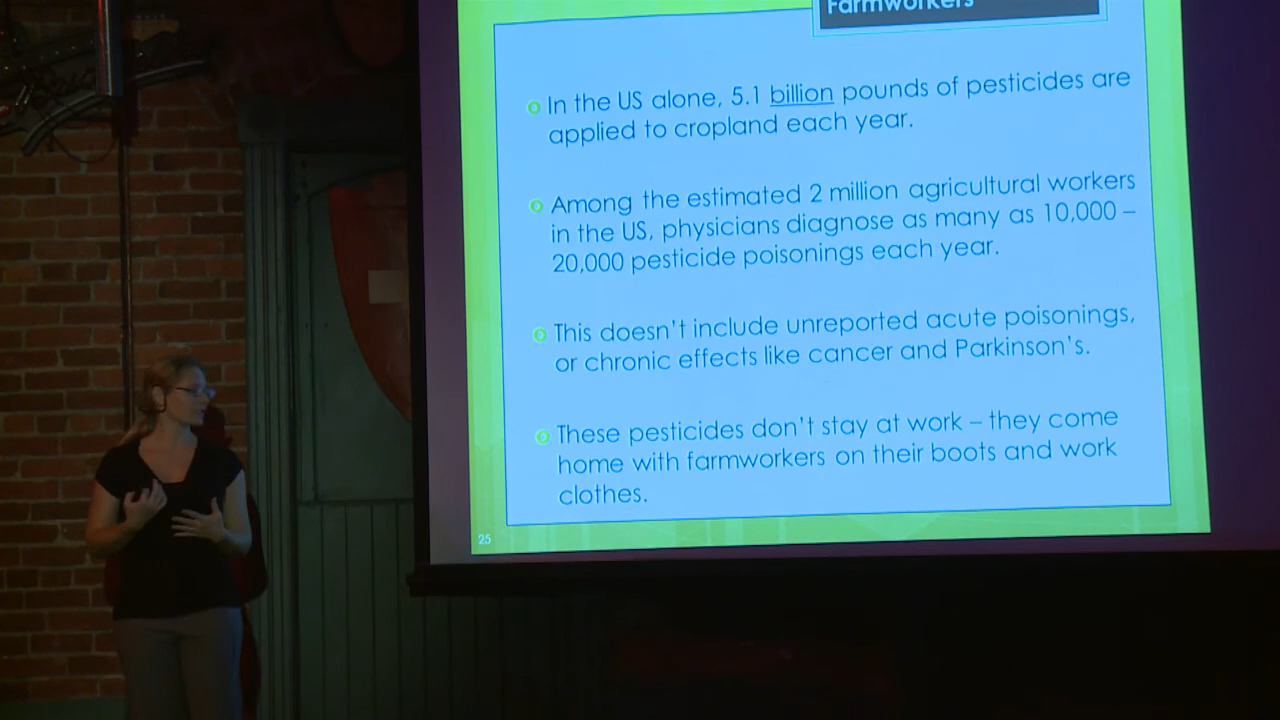 Farmworkers
In the US alone, 5.1 billion pounds of pesticides are
applied to cropland each year.
Among the estimated 2 million agricultural workers
in the US, physicians diagnose as many as 10,000 –
20,000 pesticide poisonings each year.
This doesn't include unreported acute poisonings,
or chronic effects like cancer and Parkinson's.
These pesticides don't stay at work – they come
home with farmworkers on their boots and work
clothes.
25